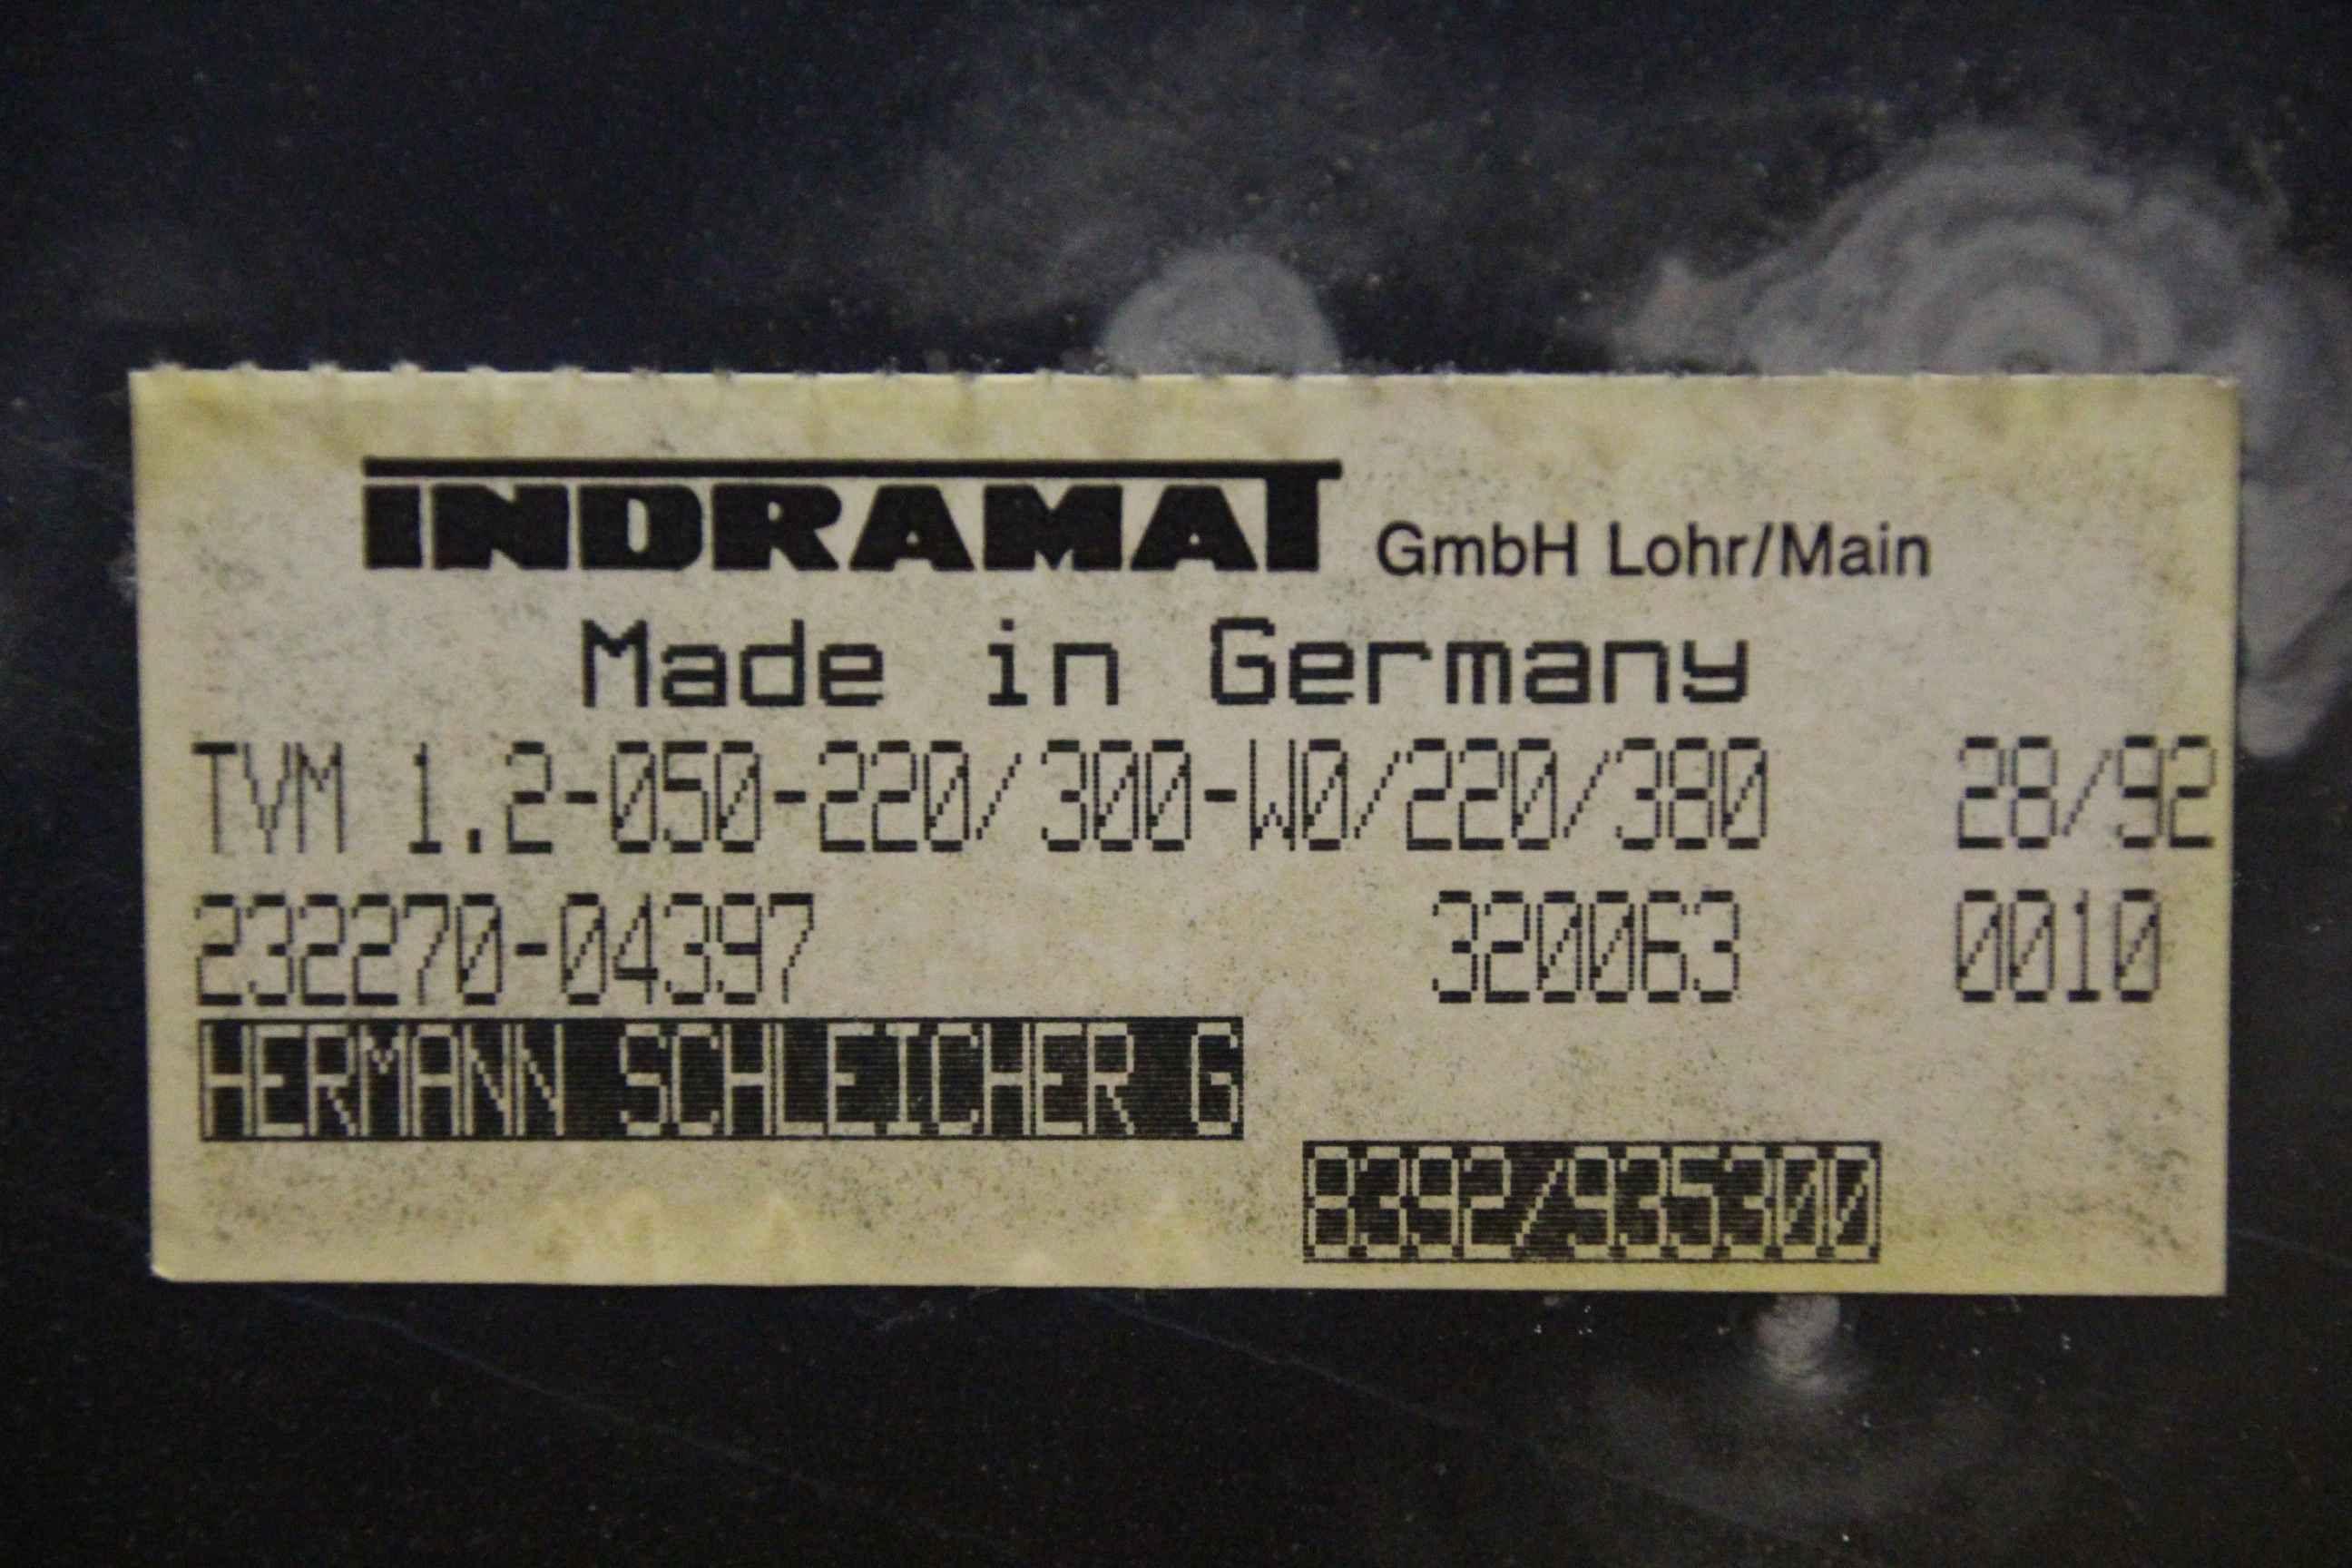 INDRAMAT GmbH Lohr/Main
Made in Germany
TVM 1.2-050-220/300-W0/220/380 28/92
232270-04397 320063 0010
HERMANN SCHLEICHER G
8392/935300